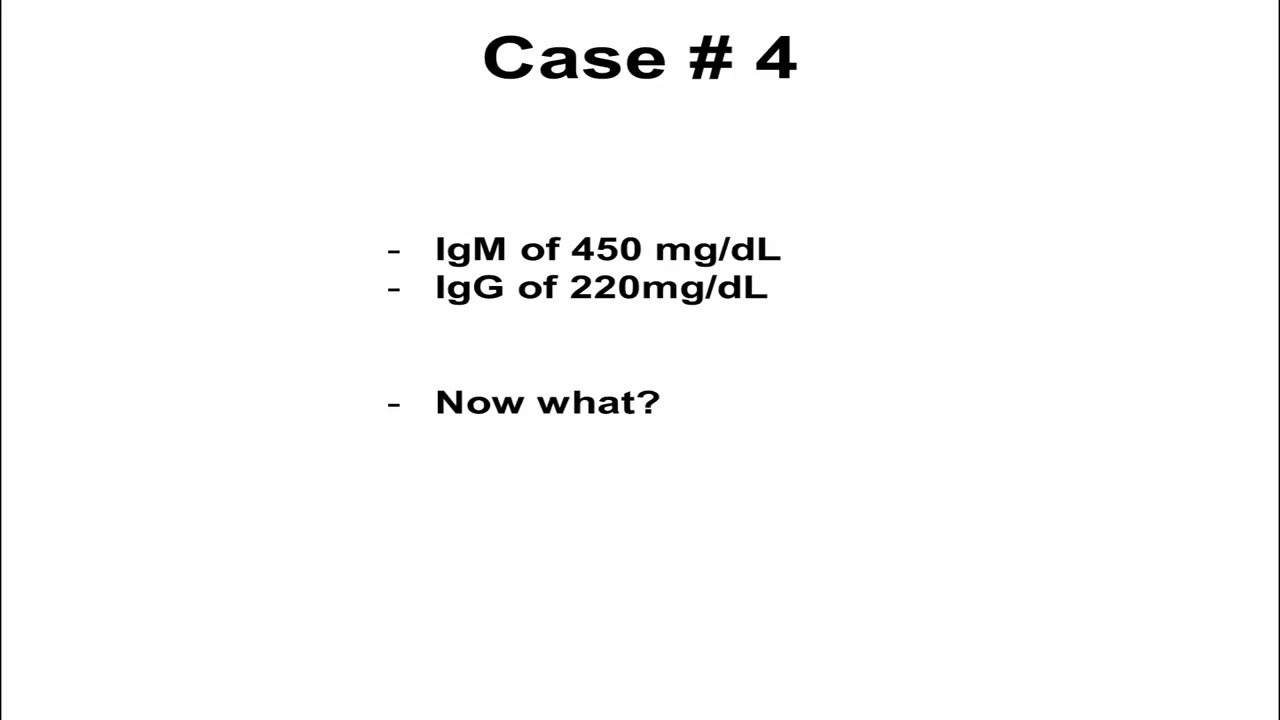 Case # 4
- IgM of 450 mg/dL
- IgG of 220mg/dL
- Now what?